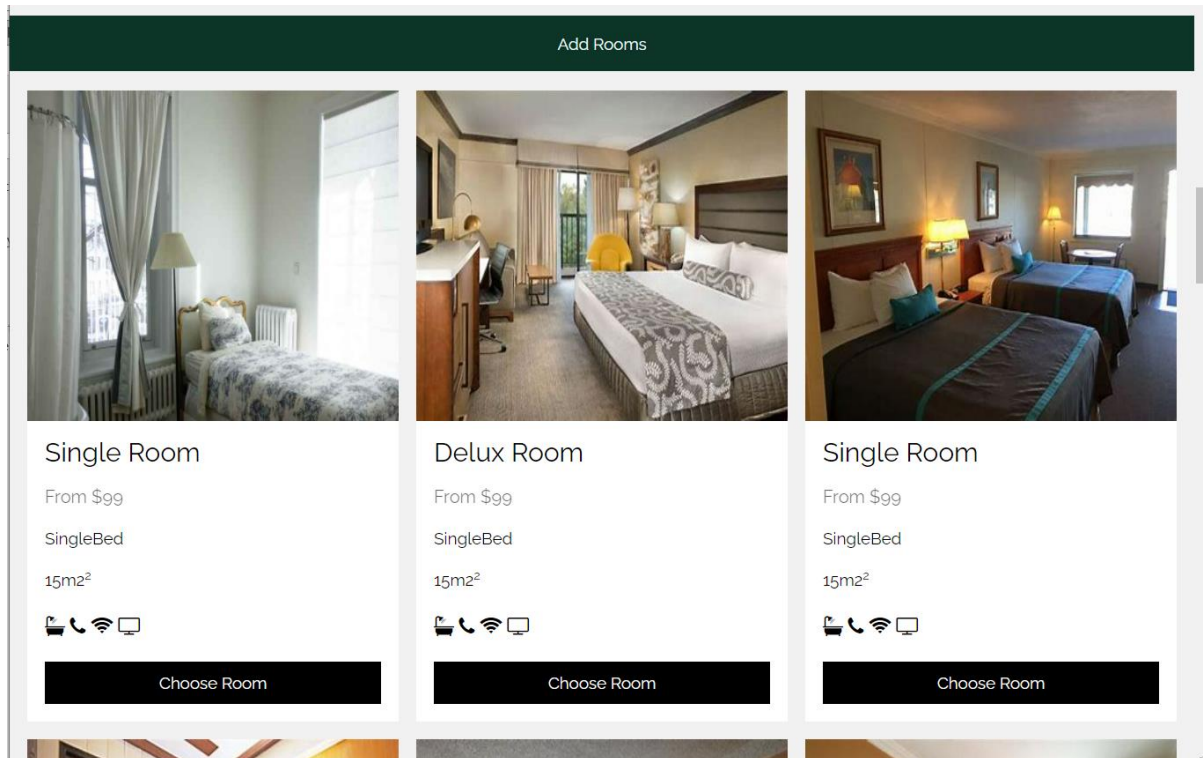 Add Rooms
Single Room
From $99
SingleBed
15m2²
Choose Room
Delux Room
From $99
SingleBed
15m2²
Choose Room
Single Room
From $99
SingleBed
15m2²
Choose Room